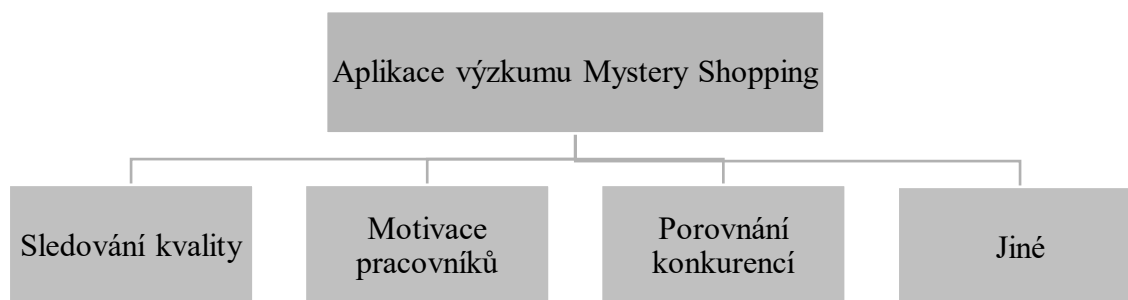 Aplikace výzkumu Mystery Shopping
Sledování kvality
Motivace
pracovníků
Porovnání
konkurencí
Jiné